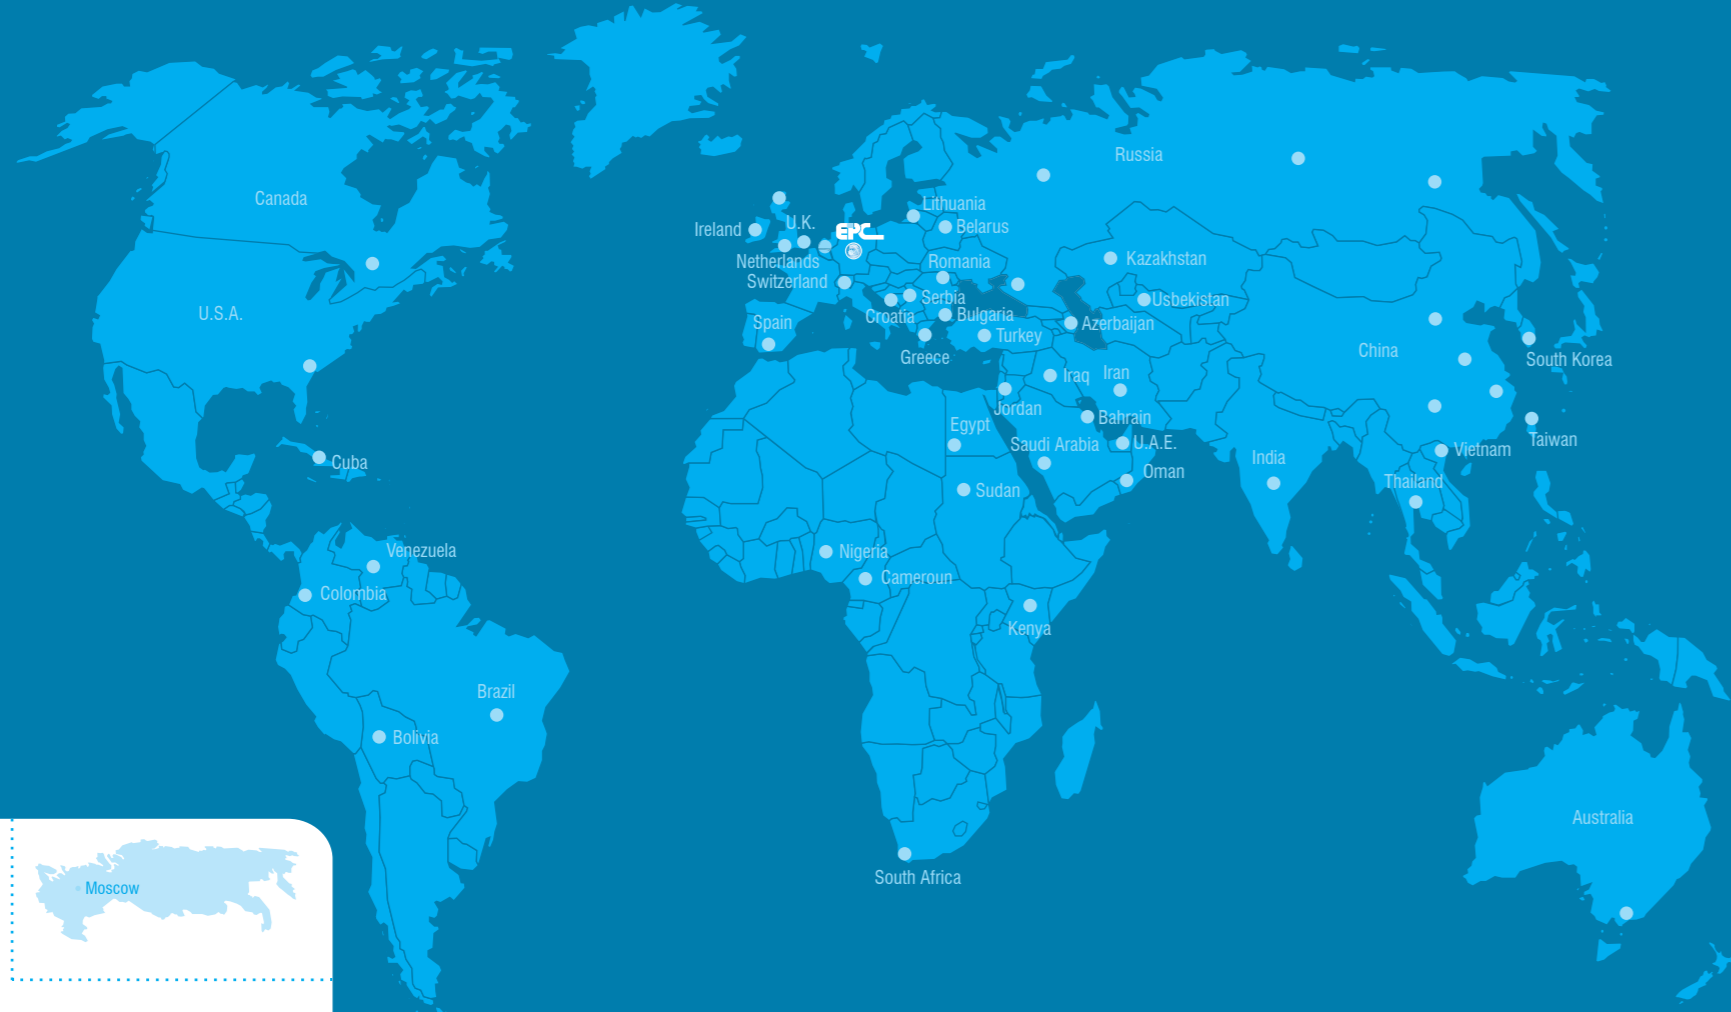 Russia
Canada
Lithuania
U.K.
Ireland
EPC
Belarus
Netherlands
Romania
Kazakhstan
Switzerland
Serbia
Usbekistan
U.S.A.
Croatia
Bulgaria
Spain
Azerbaijan
Turkey
China
Greece
South Korea
Iraq
Iran
Jordan
Bahrain
Egypt
Saudi Arabia
U.A.E.
Taiwan
Vietnam
India
Cuba
Oman
Thailand
Sudan
Venezuela
Nigeria
Cameroun
Colombia
Kenya
Brazil
Bolivia
Australia
South Africa
Moscow